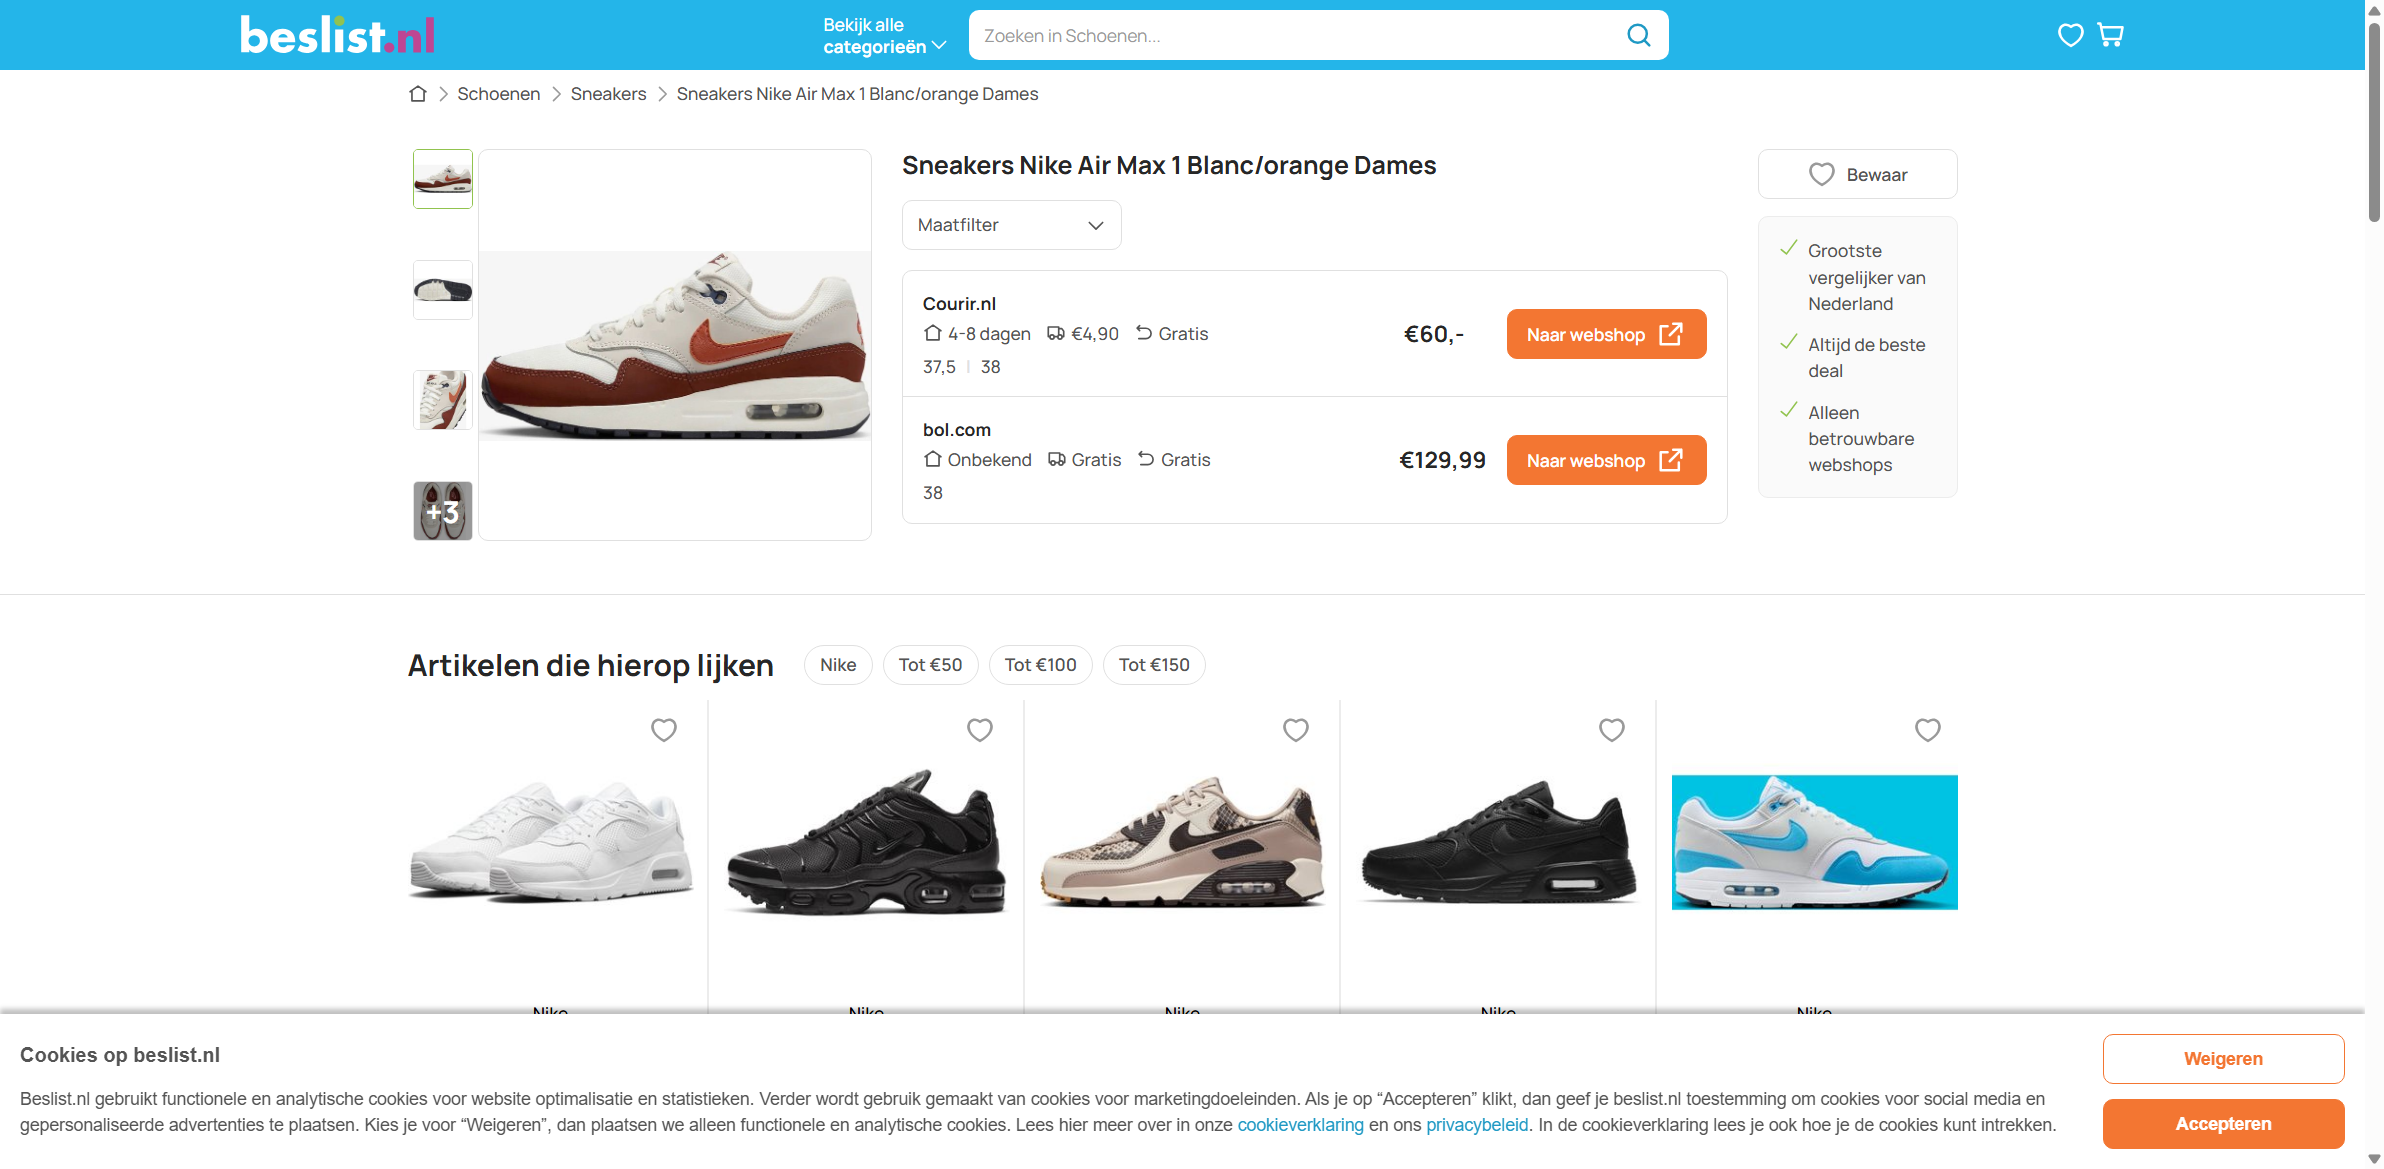 beslist.nl
Bekijk alle
categorieën
Zoeken in Schoenen...
Schoenen
Sneakers
Sneakers Nike Air Max 1 Blanc/orange Dames
+3
Sneakers Nike Air Max 1 Blanc/orange Dames
Maatfilter
Courir.nl
4-8 dagen €4,90 Gratis
37,5 | 38
€60,-
Naar webshop
bol.com
Onbekend Gratis Gratis
38
€129,99
Naar webshop
Bewaar
Grootste
vergelijker van
Nederland
Altijd de beste
deal
Alleen
betrouwbare
webshops
Artikelen die hierop lijken
Nike
Tot €50
Tot €100
Tot €150
Nike
Nike
Nike
Nike
Nike
Cookies op beslist.nl
Beslist.nl gebruikt functionele en analytische cookies voor website optimalisatie en statistieken. Verder wordt gebruik gemaakt van cookies voor marketingdoeleinden. Als je op “Accepteren” klikt, dan geef je beslist.nl toestemming om cookies voor social media en
gepersonaliseerde advertenties te plaatsen. Kies je voor “Weigeren”, dan plaatsen we alleen functionele en analytische cookies. Lees hier meer over in onze cookieverklaring en ons privacybeleid. In de cookieverklaring lees je ook hoe je de cookies kunt intrekken.
Weigeren
Accepteren